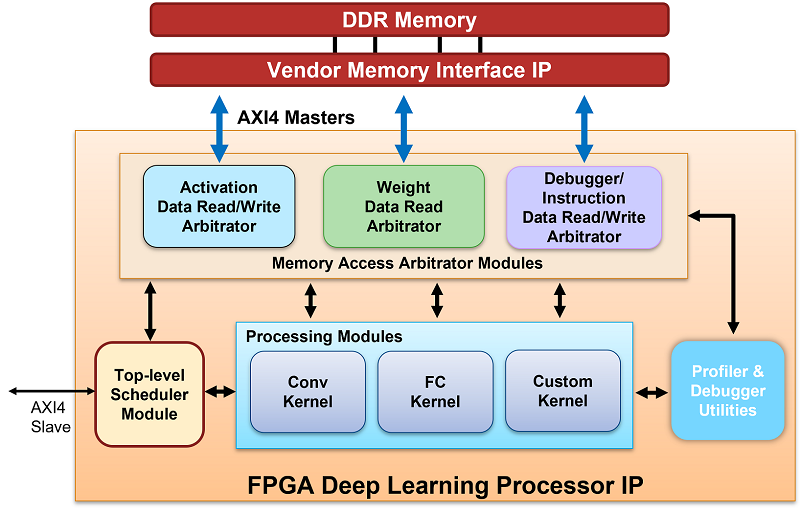 DDR Memory
Vendor Memory Interface IP
AXI4 Masters
Activation
Data Read/Write
Arbitrator
Weight
Data Read
Arbitrator
Debugger/
Instruction
Data Read/Write
Arbitrator
Memory Access Arbitrator Modules
Processing Modules
Top-level
Scheduler
Module
Conv
Kernel
FC
Kernel
Custom
Kernel
Profiler &
Debugger
Utilities
AXI4
Slave
FPGA Deep Learning Processor IP